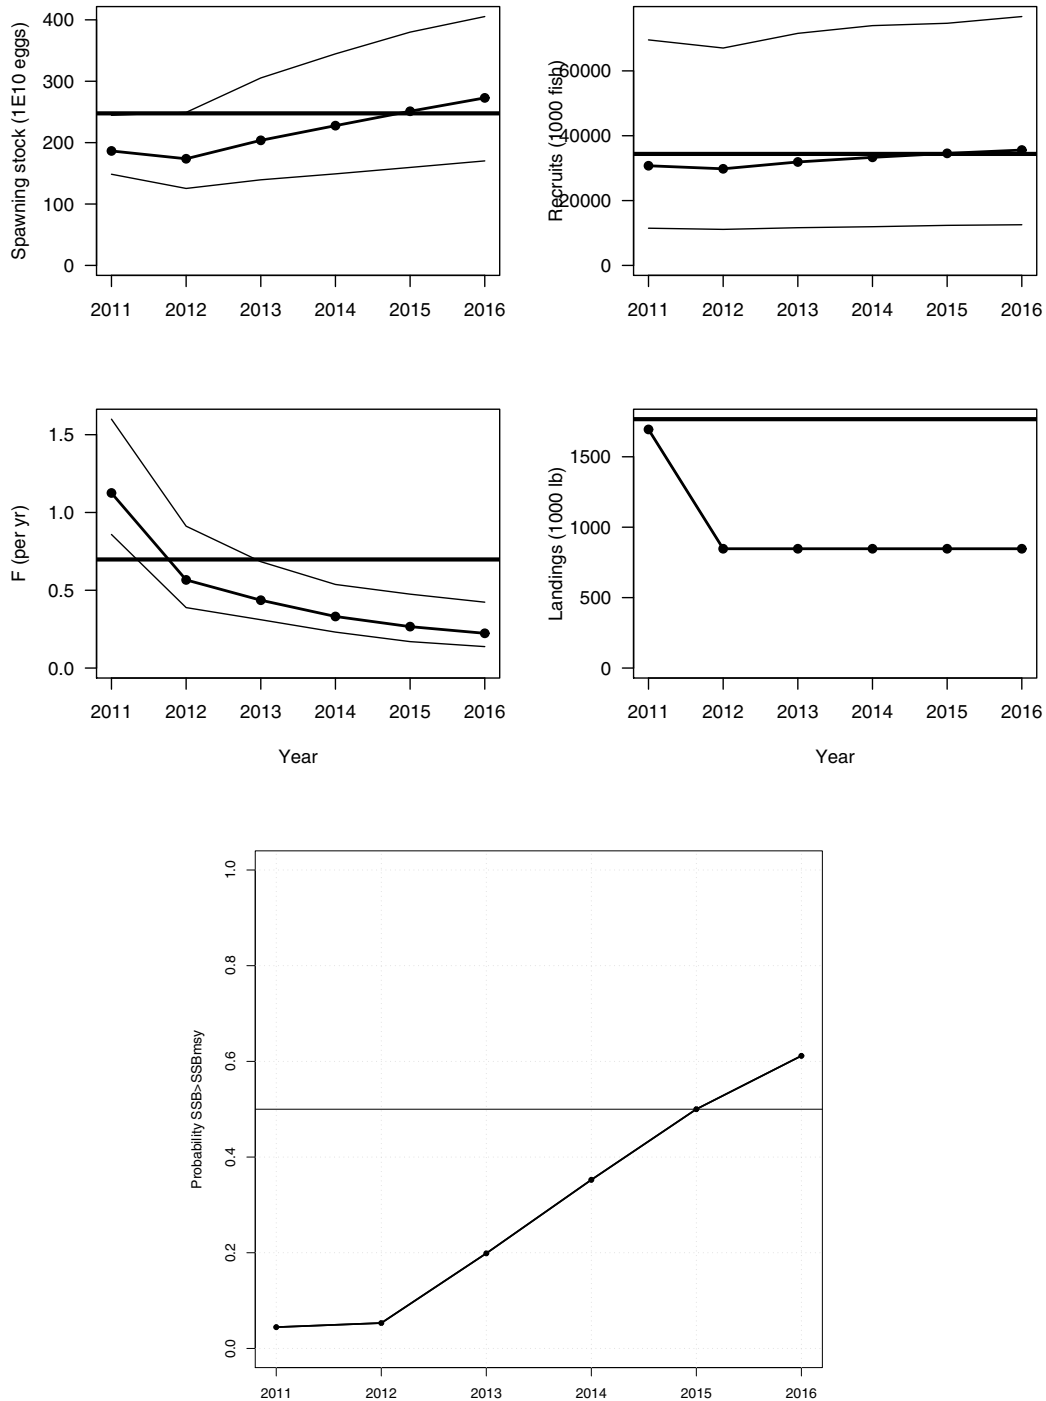 Spawning stock (1E10 eggs)
400
300
200
100
0
2011 2012 2013 2014 2015 2016
Recruits (1000 fish)
60000
40000
20000
0
2011 2012 2013 2014 2015 2016
F (per yr)
1.5
1.0
0.5
0.0
2011 2012 2013 2014 2015 2016
Year
Landings (1000 lb)
1500
1000
500
0
2011 2012 2013 2014 2015 2016
Year
Probability SSB>SSBmsy
1.0
0.8
0.6
0.4
0.2
0.0
2011 2012 2013 2014 2015 2016